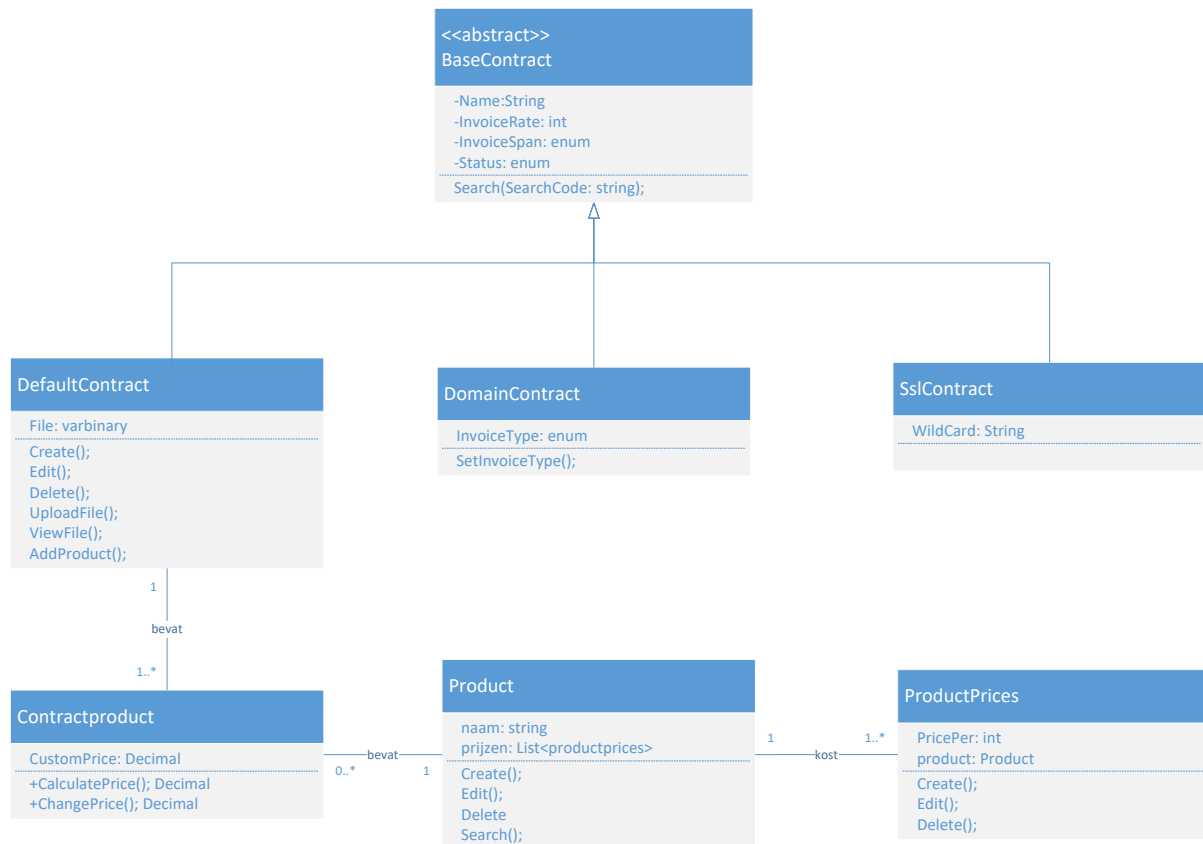 <<abstract>>
BaseContract
-Name:String
-InvoiceRate: int
-InvoiceSpan: enum
-Status: enum
Search(SearchCode: string);
DefaultContract
File: varbinary
Create();
Edit();
Delete();
UploadFile();
ViewFile();
AddProduct();
DomainContract
InvoiceType: enum
SetInvoiceType();
SslContract
WildCard: String
1
bevat
1..*
Contractproduct
CustomPrice: Decimal
+CalculatePrice(); Decimal
+ChangePrice(); Decimal
bevat
0..*
1
Product
naam: string
prijzen: List<productprices>
Create();
Edit();
Delete
Search();
1
1..*
kost
ProductPrices
PricePer: int
product: Product
Create();
Edit();
Delete();